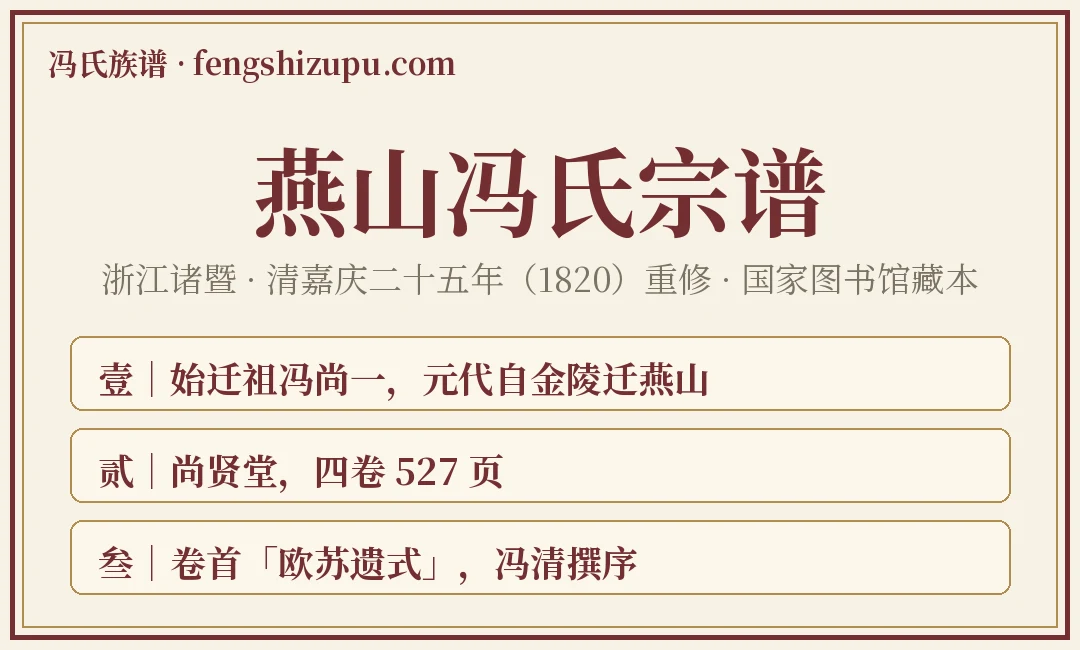 冯氏族谱 · fengshizupu.com
燕山冯氏宗谱
浙江诸暨 · 清嘉庆二十五年（1820）重修 · 国家图书馆藏本
壹｜始迁祖冯尚一，元代自金陵迁燕山
贰｜尚贤堂，四卷 527 页
叁｜卷首「欧苏遗式」，冯清撰序